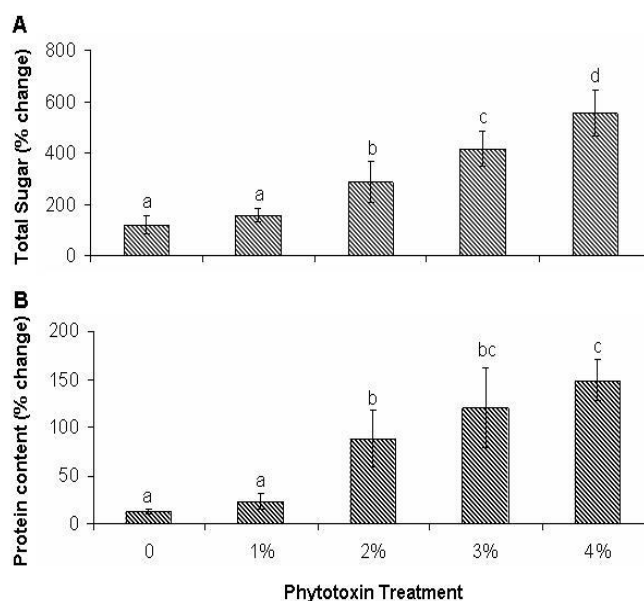 A
Total Sugar (% change)
800
600
400
200
0
a
a
b
c
d
B
Protein content (% change)
200
150
100
50
0
a
a
b
bc
c
0 1% 2% 3% 4%
Phytotoxin Treatment